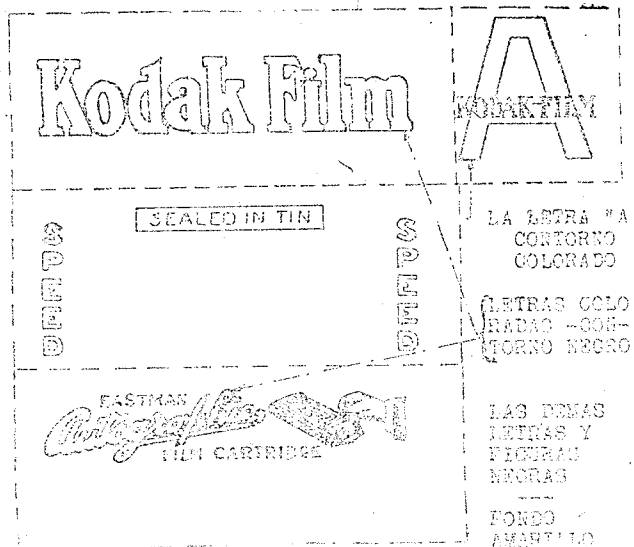 Kodak Film
A
KODAK FILM
SEALED IN TIN
SPEED
SPEED
EASTMAN
Autographic
FILM CARTRIDGE
LA LETRA "A
CONTORNO
COLORADO
LETRAS COLO
RADAS -CON-
TORNO NEGRO
LAS DEMAS
LETRAS Y
FIGURAS
NEGRAS
---
FONDO
AMARILLO